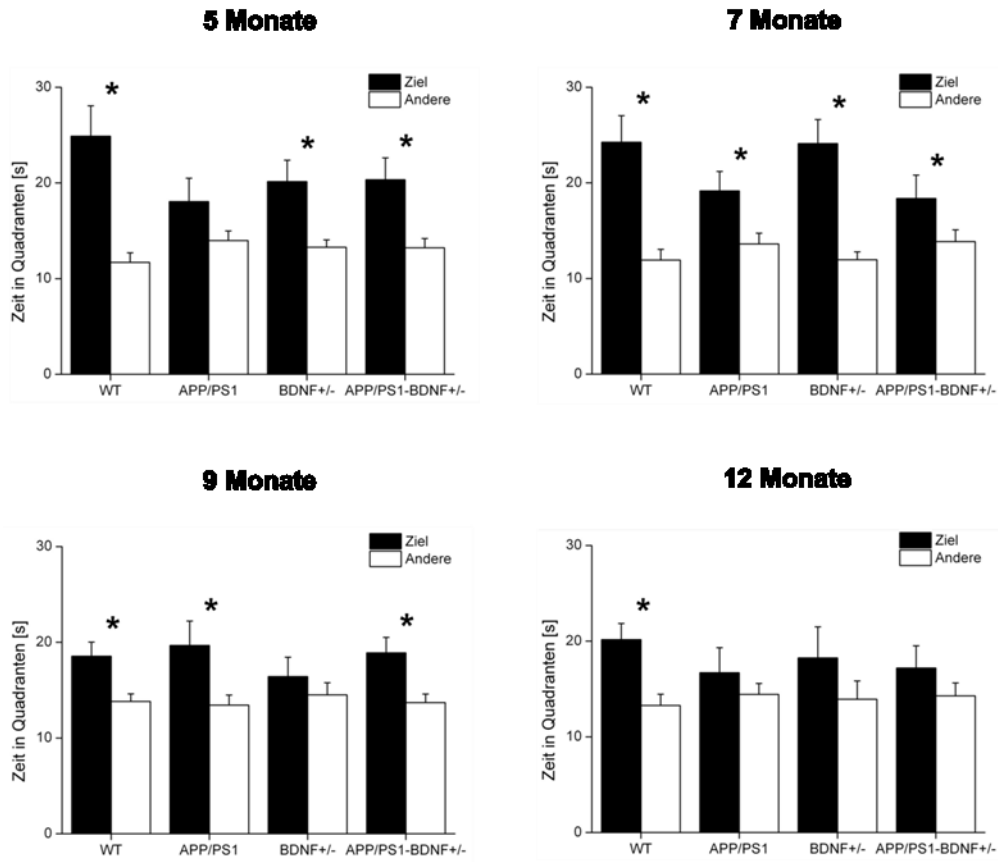 5 Monate
Zeit in Quadranten [s]
30
20
10
0
Ziel
Andere
*
*
*
WT
APP/PS1
BDNF+/-
APP/PS1-BDNF+/-
7 Monate
Zeit in Quadranten [s]
30
20
10
0
Ziel
Andere
*
*
*
*
WT
APP/PS1
BDNF+/-
APP/PS1-BDNF+/-
9 Monate
Zeit in Quadranten [s]
30
20
10
0
Ziel
Andere
*
*
*
WT
APP/PS1
BDNF+/-
APP/PS1-BDNF+/-
12 Monate
Zeit in Quadranten [s]
30
20
10
0
Ziel
Andere
*
WT
APP/PS1
BDNF+/-
APP/PS1-BDNF+/-